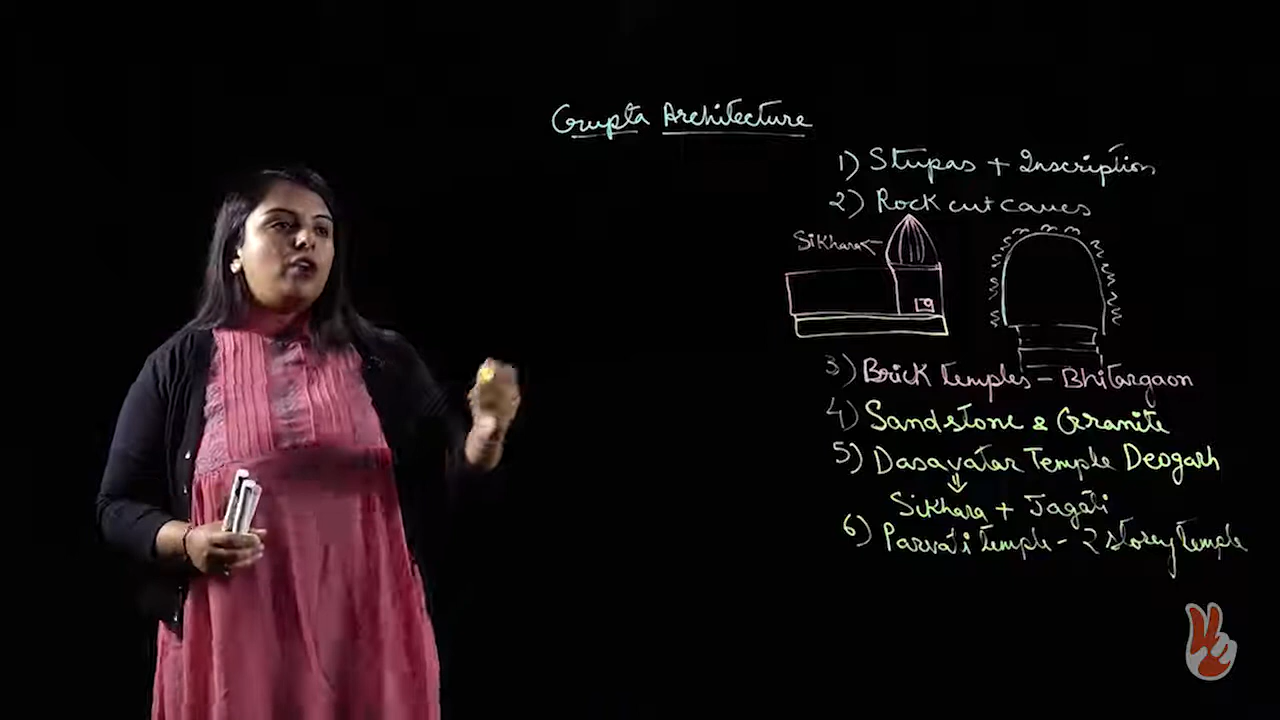 Gupta Architecture
1) Stupas + Inscription
2) Rock cut caves
Sikhara
3) Brick temples - Bhitargaon
4) Sandstone & Granite
5) Dasavatar Temple Deogarh
Sikhara + Jagati
6) Parvati temple - 2 storey temple